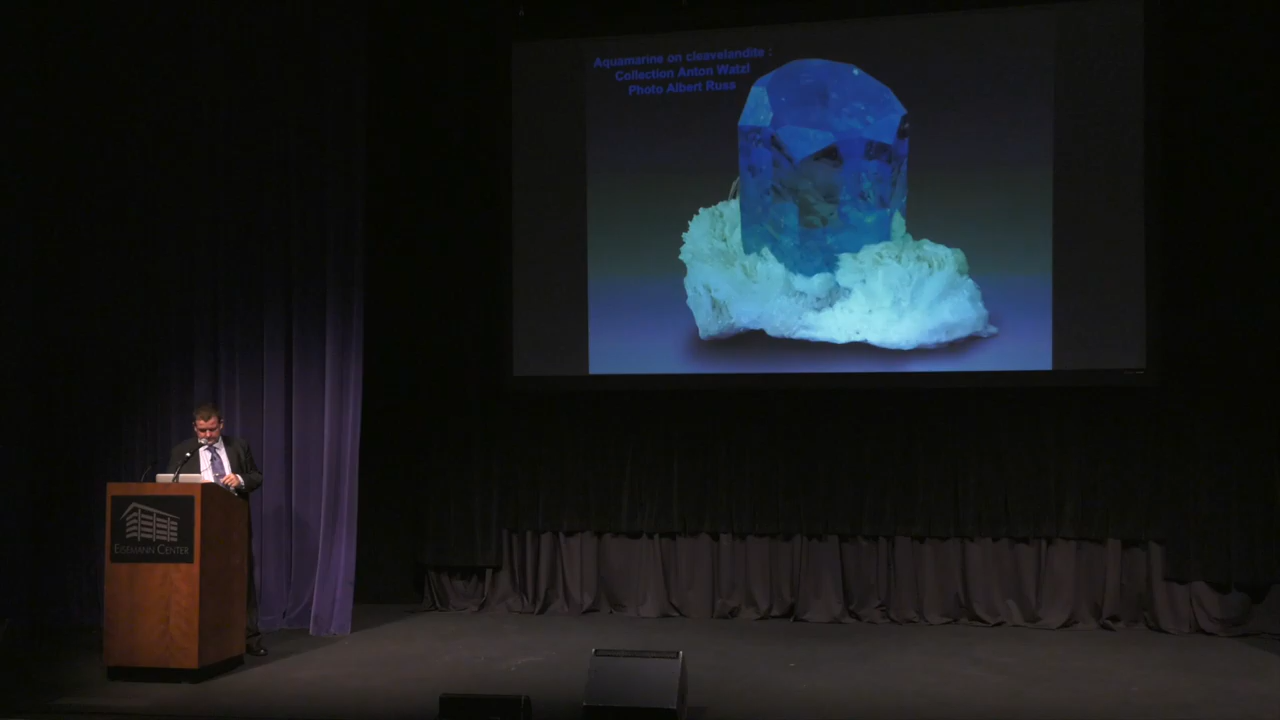 Aquamarine on cleavelandite :
Collection Anton Watzl
Photo Albert Russ
EISEMANN CENTER